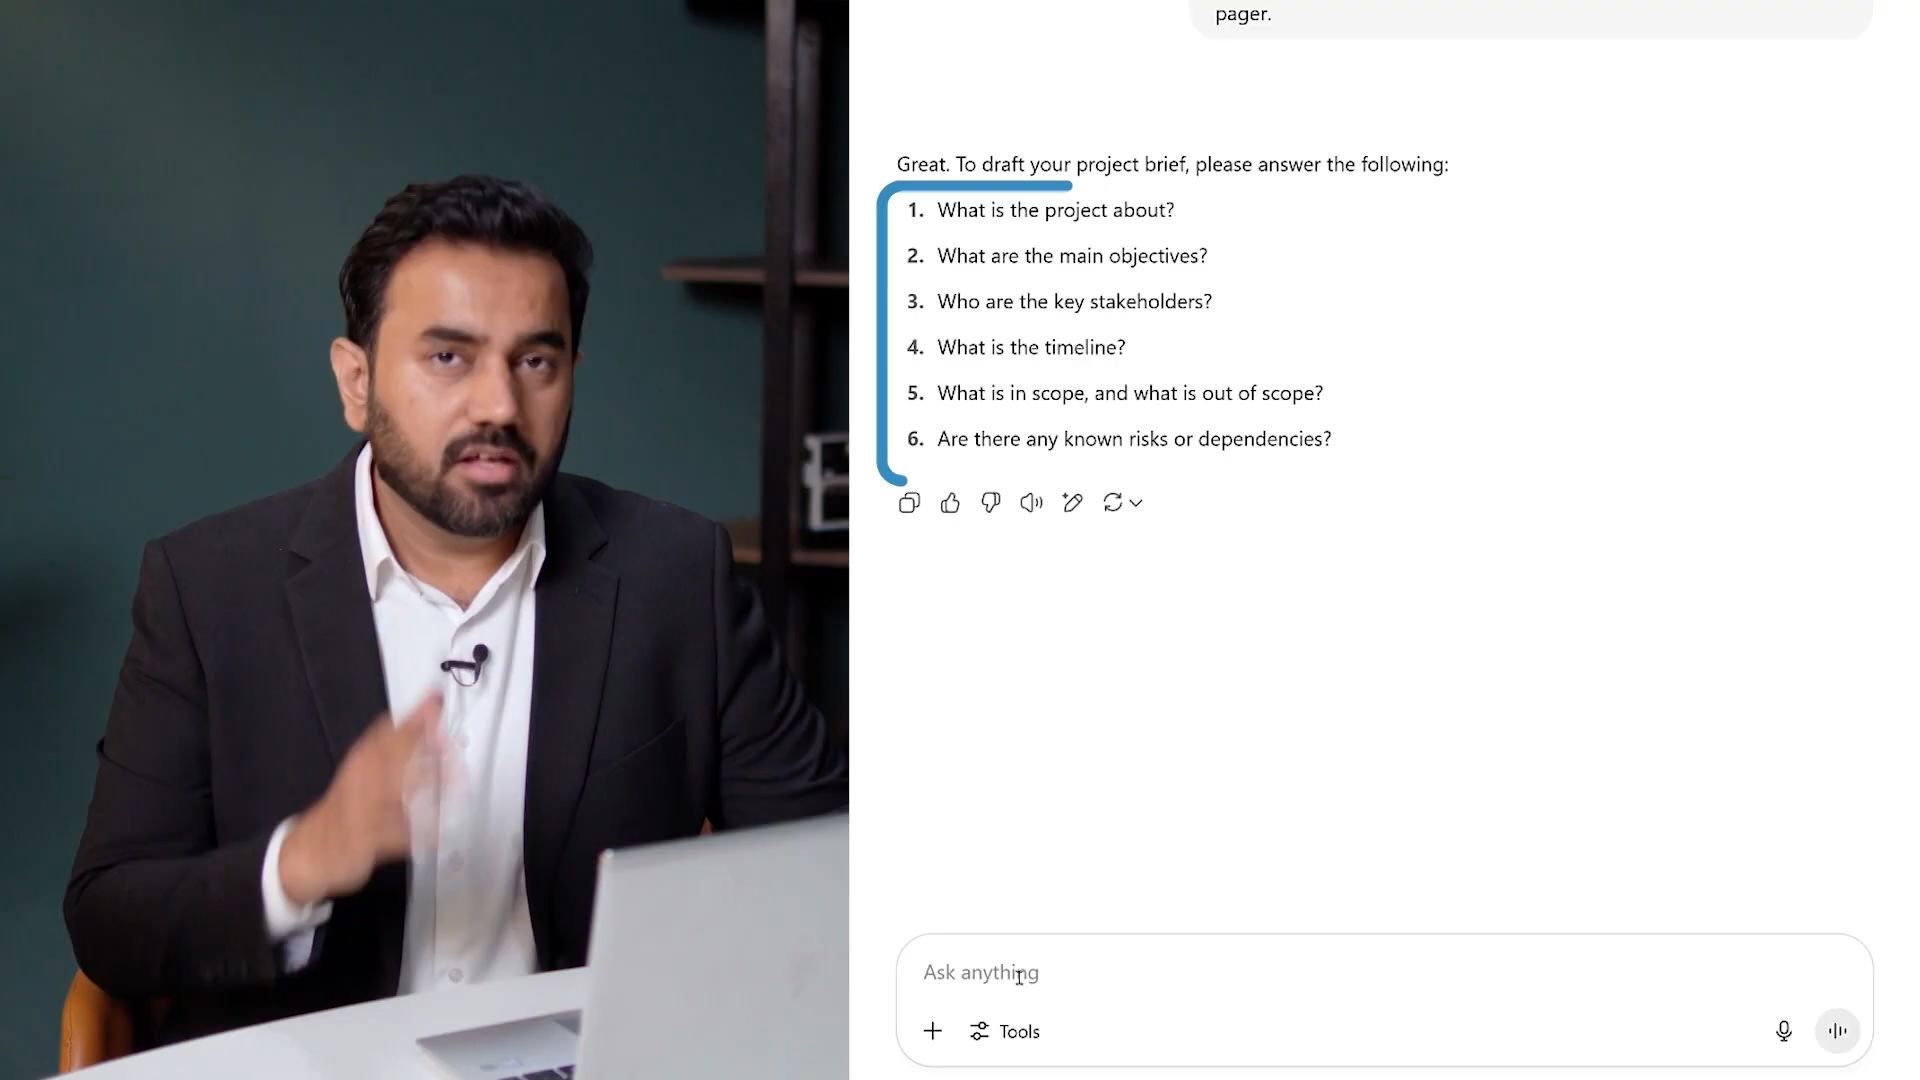 pager.
Great. To draft your project brief, please answer the following:
1. What is the project about?
2. What are the main objectives?
3. Who are the key stakeholders?
4. What is the timeline?
5. What is in scope, and what is out of scope?
6. Are there any known risks or dependencies?
Ask anything
Tools